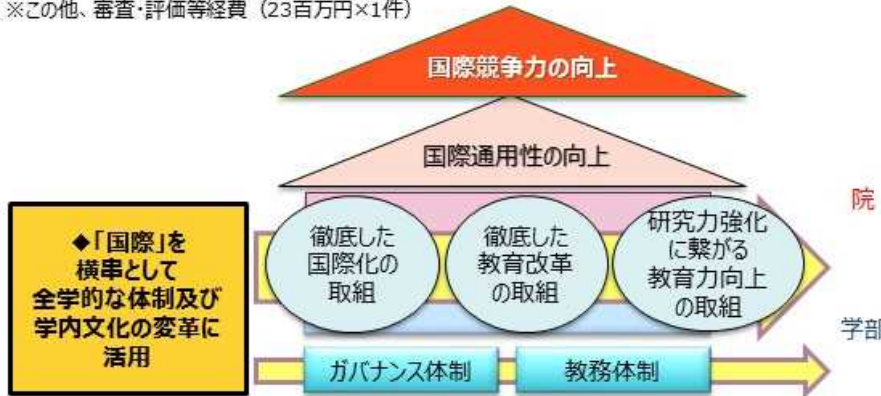 ※この他、審査・評価等経費（23百万円×1件）
国際競争力の向上
国際通用性の向上
院
◆「国際」を
横串として
全学的な体制及び
学内文化の変革に
活用
徹底した
国際化の
取組
徹底した
教育改革
の取組
研究力強化
に繋がる
教育力向上
の取組
学部
ガバナンス体制
教務体制